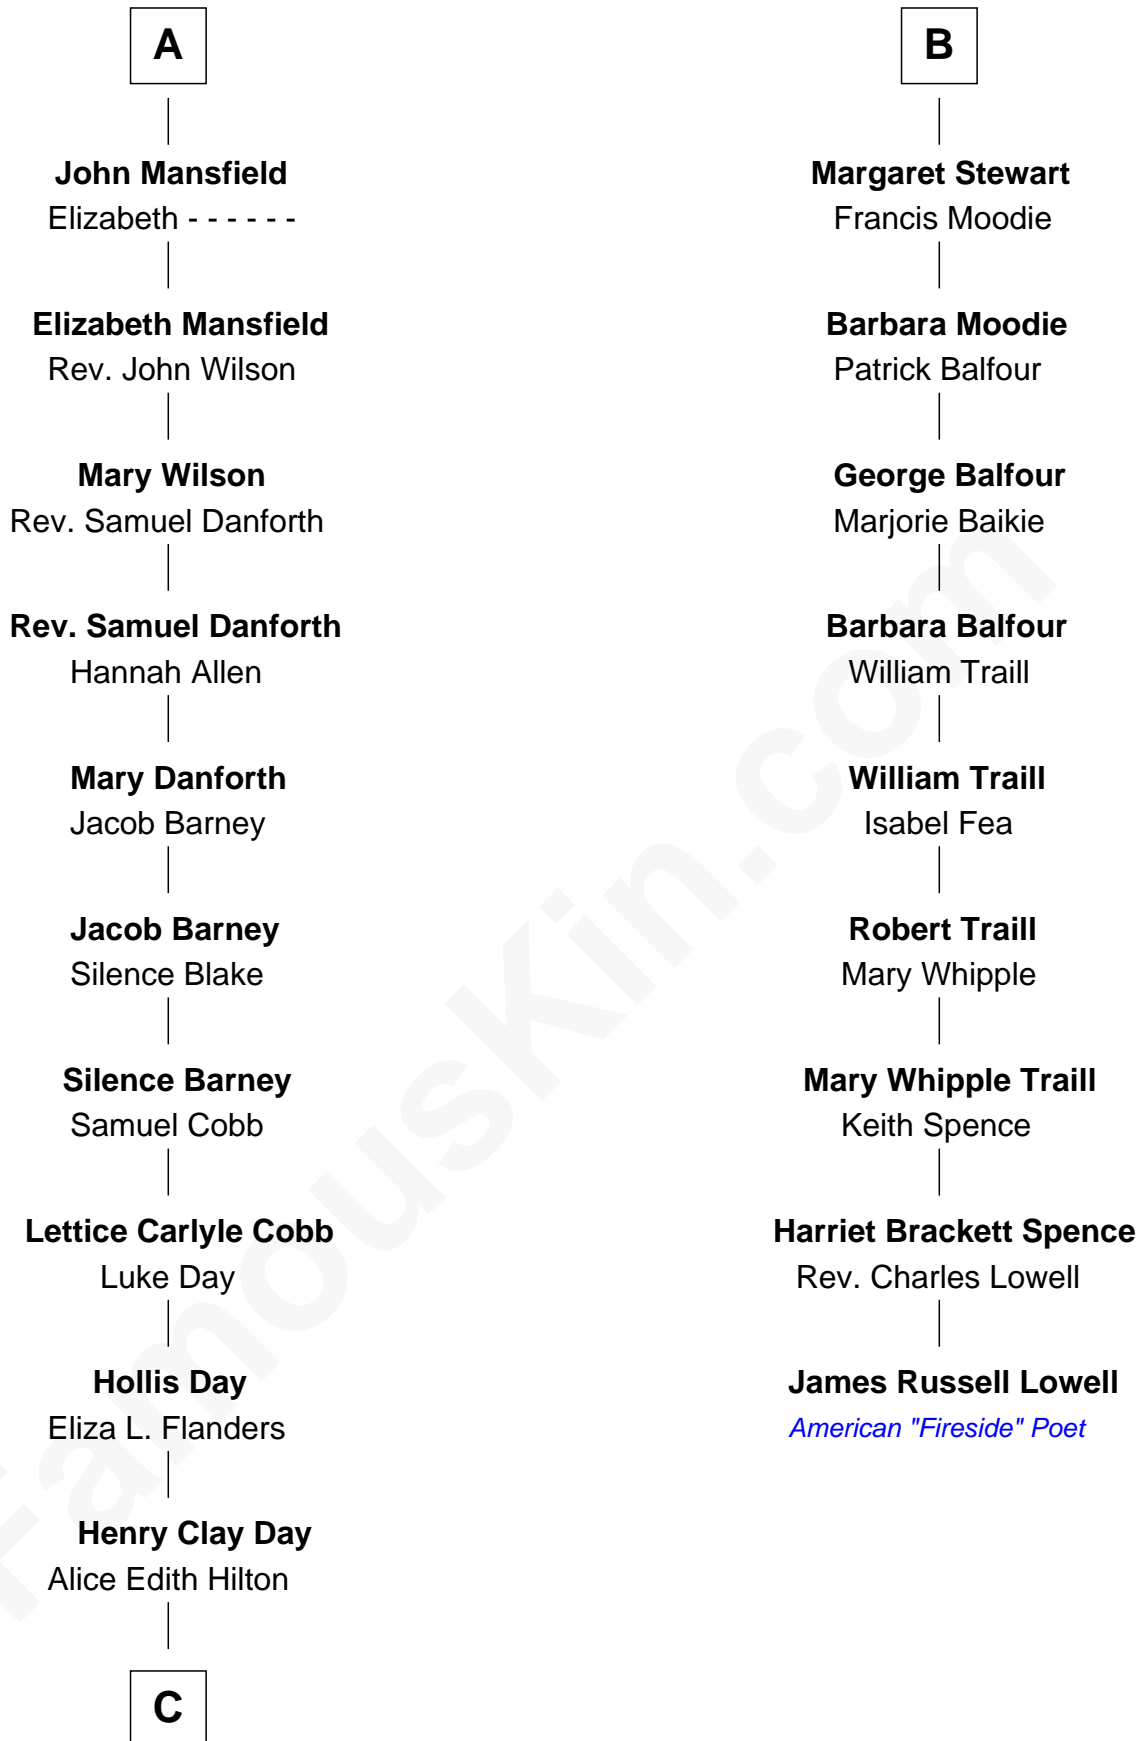 A
John Mansfield
Elizabeth - - - - - -
Elizabeth Mansfield
Rev. John Wilson
Mary Wilson
Rev. Samuel Danforth
Rev. Samuel Danforth
Hannah Allen
Mary Danforth
Jacob Barney
Jacob Barney
Silence Blake
Silence Barney
Samuel Cobb
Lettice Carlyle Cobb
Luke Day
Hollis Day
Eliza L. Flanders
Henry Clay Day
Alice Edith Hilton
C
B
Margaret Stewart
Francis Moodie
Barbara Moodie
Patrick Balfour
George Balfour
Marjorie Baikie
Barbara Balfour
William Traill
William Traill
Isabel Fea
Robert Traill
Mary Whipple
Mary Whipple Traill
Keith Spence
Harriet Brackett Spence
Rev. Charles Lowell
James Russell Lowell
American "Fireside" Poet
FamousKin.com